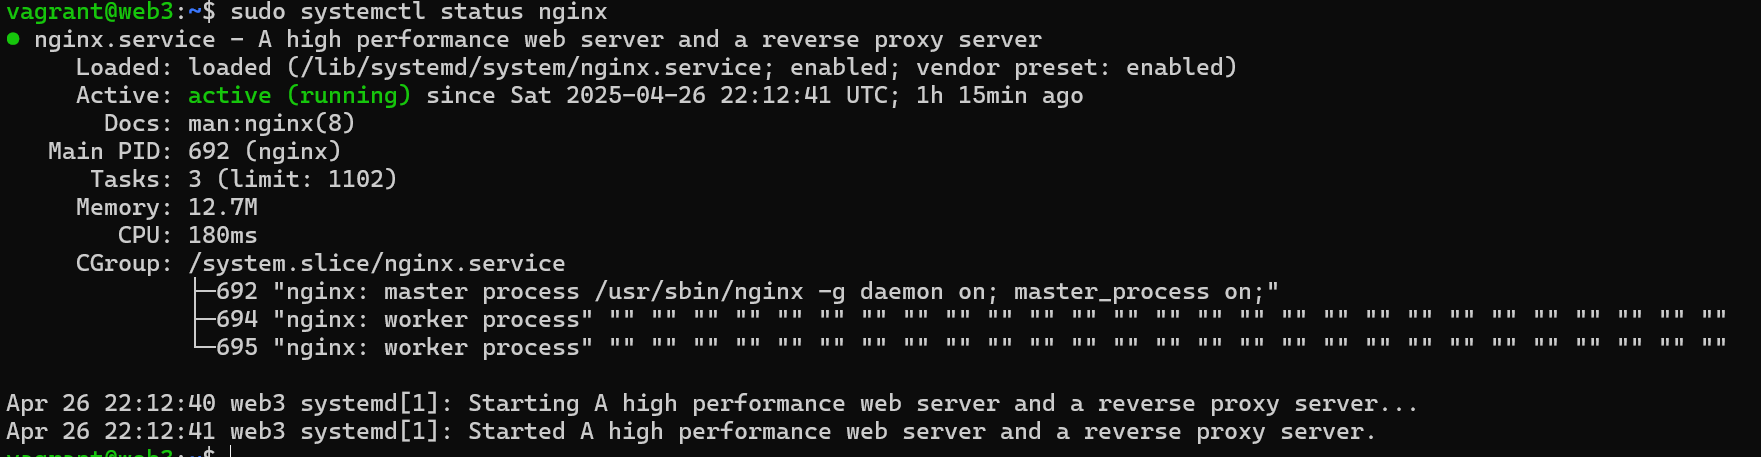 vagrant@web3:~$ sudo systemctl status nginx
● nginx.service - A high performance web server and a reverse proxy server
     Loaded: loaded (/lib/systemd/system/nginx.service; enabled; vendor preset: enabled)
     Active: active (running) since Sat 2025-04-26 22:12:41 UTC; 1h 15min ago
       Docs: man:nginx(8)
   Main PID: 692 (nginx)
      Tasks: 3 (limit: 1102)
     Memory: 12.7M
        CPU: 180ms
     CGroup: /system.slice/nginx.service
             ├─692 "nginx: master process /usr/sbin/nginx -g daemon on; master_process on;"
             ├─694 "nginx: worker process" "" "" "" "" "" "" "" "" "" "" "" "" "" "" "" "" "" "" "" "" "" "" "" "" "" "" ""
             └─695 "nginx: worker process" "" "" "" "" "" "" "" "" "" "" "" "" "" "" "" "" "" "" "" "" "" "" "" "" "" "" ""
Apr 26 22:12:40 web3 systemd[1]: Starting A high performance web server and a reverse proxy server...
Apr 26 22:12:41 web3 systemd[1]: Started A high performance web server and a reverse proxy server.
vagrant@web3:~$